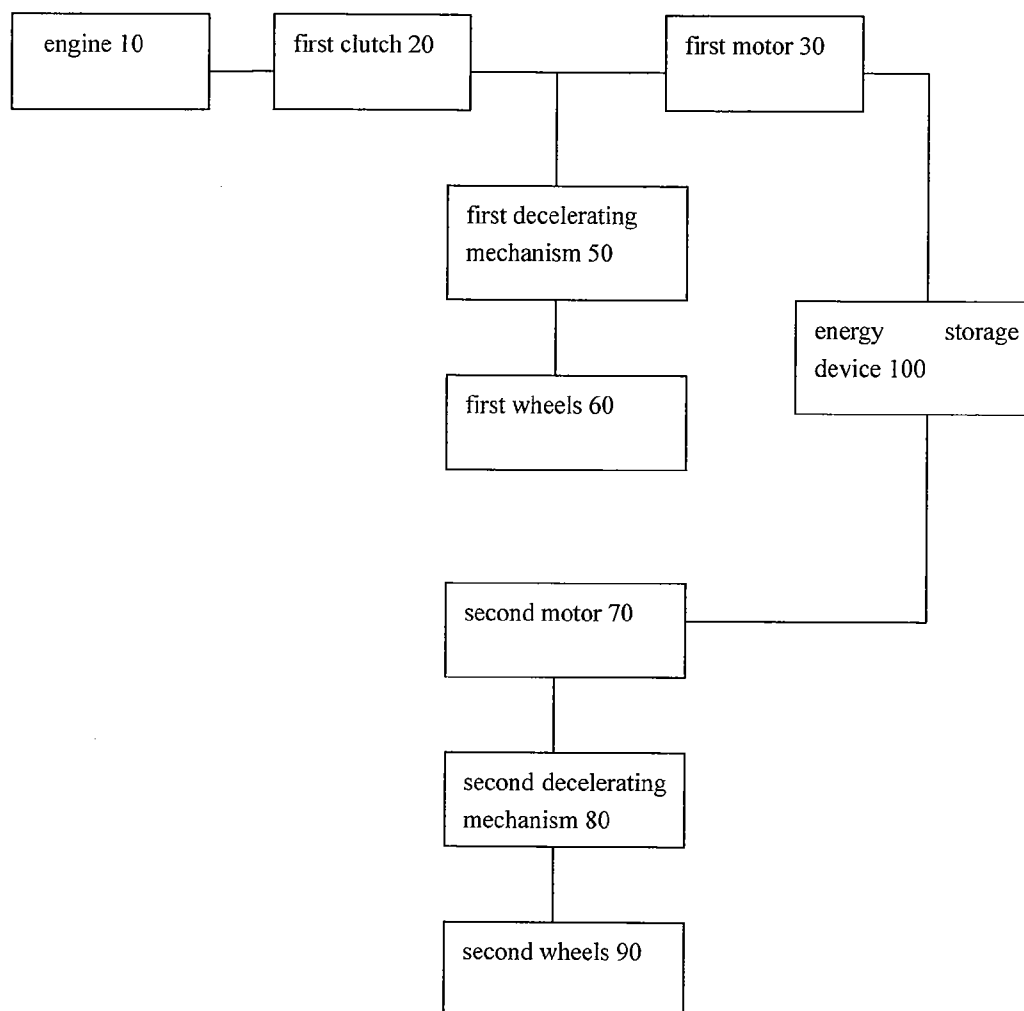 engine 10
first clutch 20
first motor 30
first decelerating
mechanism 50
energy storage
device 100
first wheels 60
second motor 70
second decelerating
mechanism 80
second wheels 90